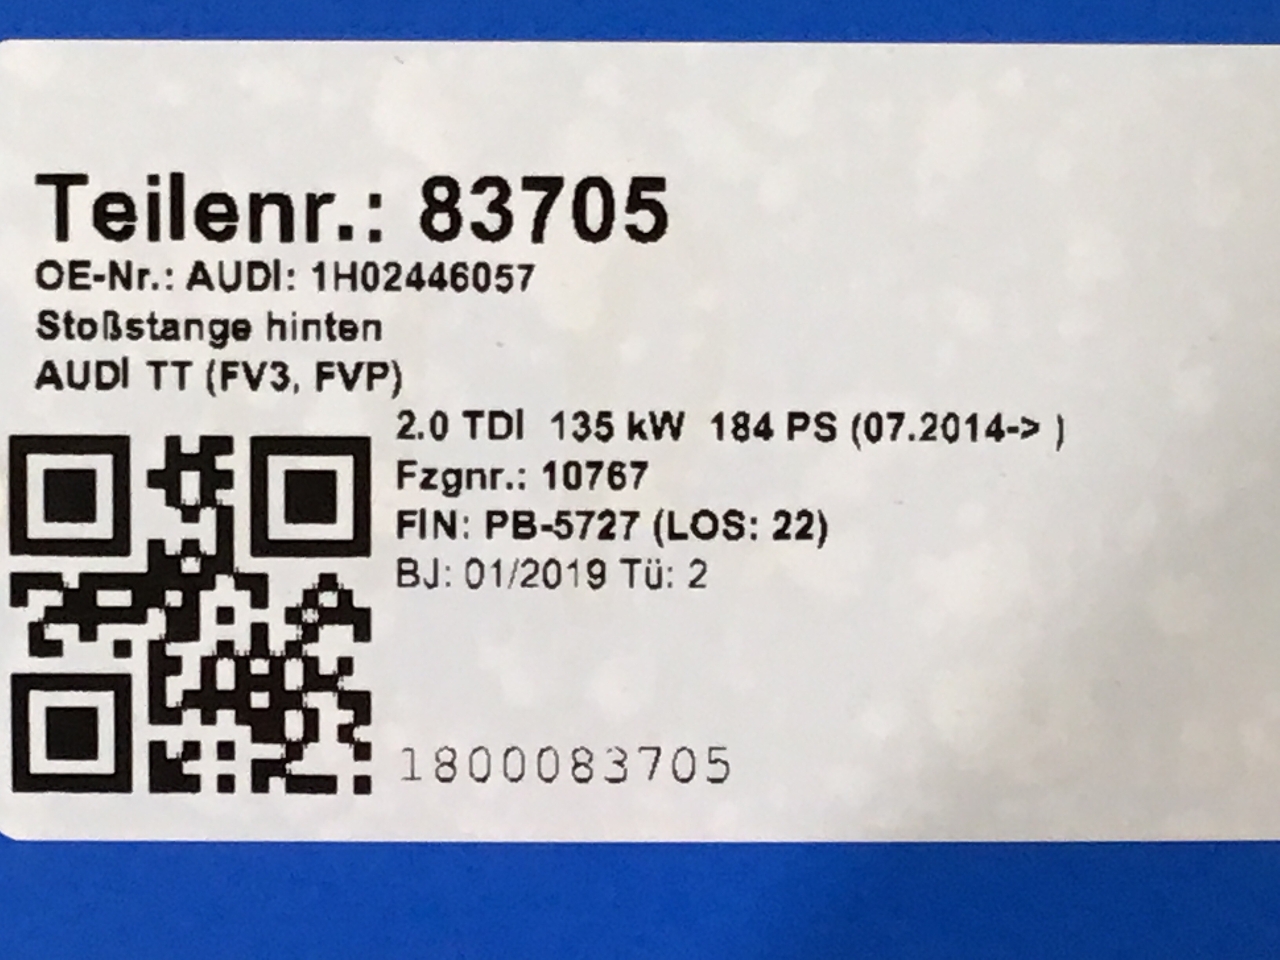 Teilenr.: 83705
OE-Nr.: AUDI: 1H02446057
Stoßstange hinten
AUDI TT (FV3, FVP)
2.0 TDI 135 kW 184 PS (07.2014-> )
Fzgnr.: 10767
FIN: PB-5727 (LOS: 22)
BJ: 01/2019 Tü: 2
1800083705